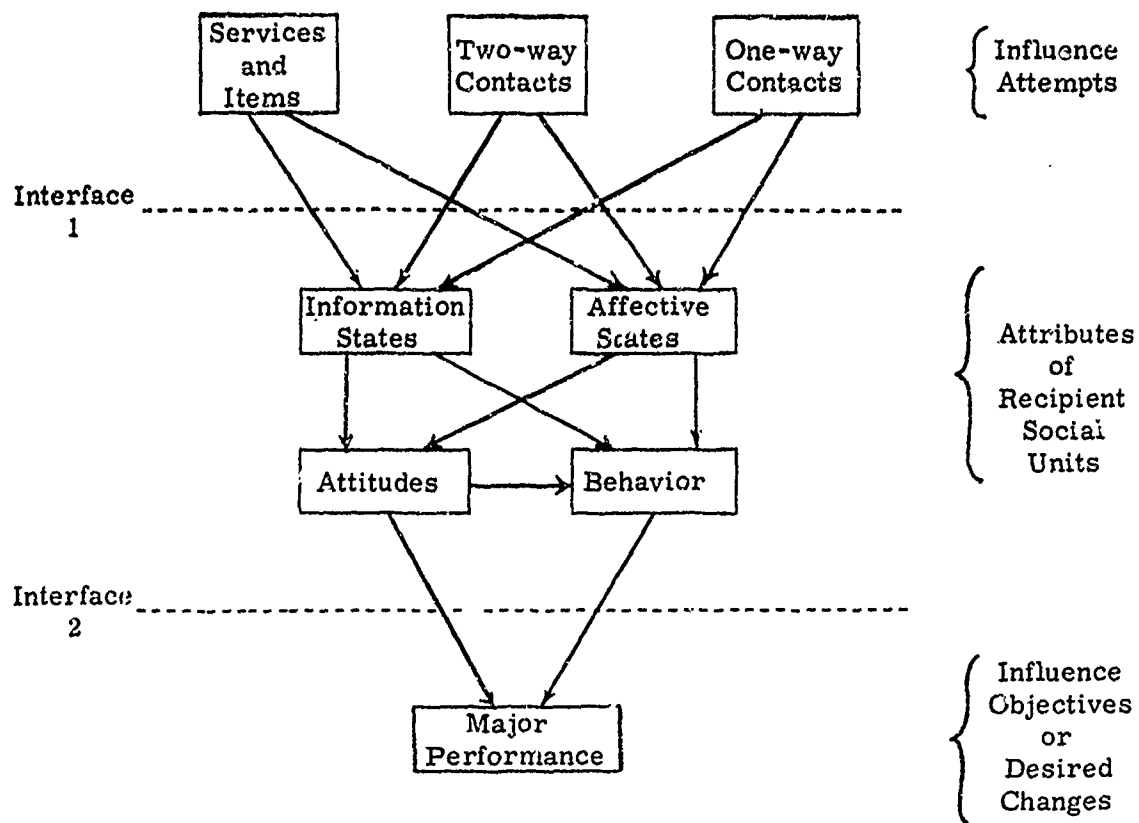 Services
and
Items
Two-way
Contacts
One-way
Contacts
Influence
Attempts
Interface
1
Information
States
Affective
States
Attributes
of
Recipient
Social
Units
Attitudes
Behavior
Interface
2
Major
Performance
Influence
Objectives
or
Desired
Changes